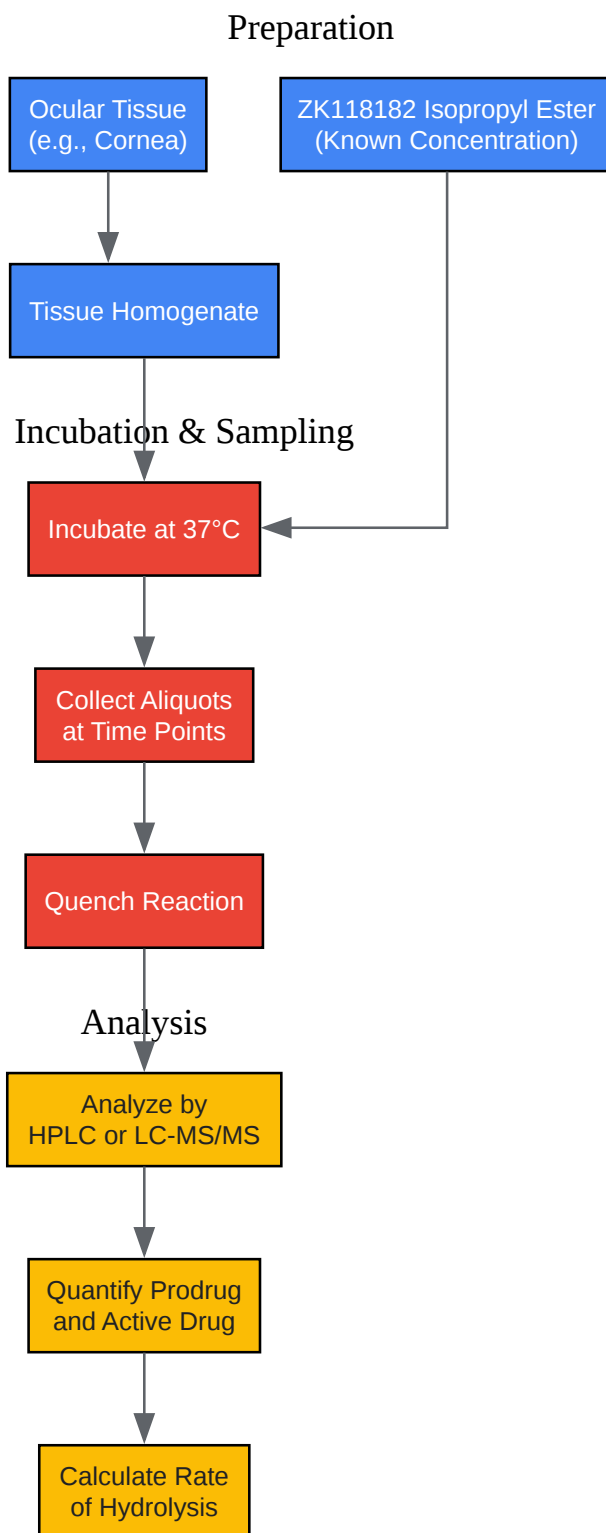 Preparation
Ocular Tissue
(e.g., Cornea)
ZK118182 Isopropyl Ester
(Known Concentration)
Tissue Homogenate
Incubation & Sampling
Incubate at 37°C
Collect Aliquots
at Time Points
Quench Reaction
Analysis
Analyze by
HPLC or LC-MS/MS
Quantify Prodrug
and Active Drug
Calculate Rate
of Hydrolysis